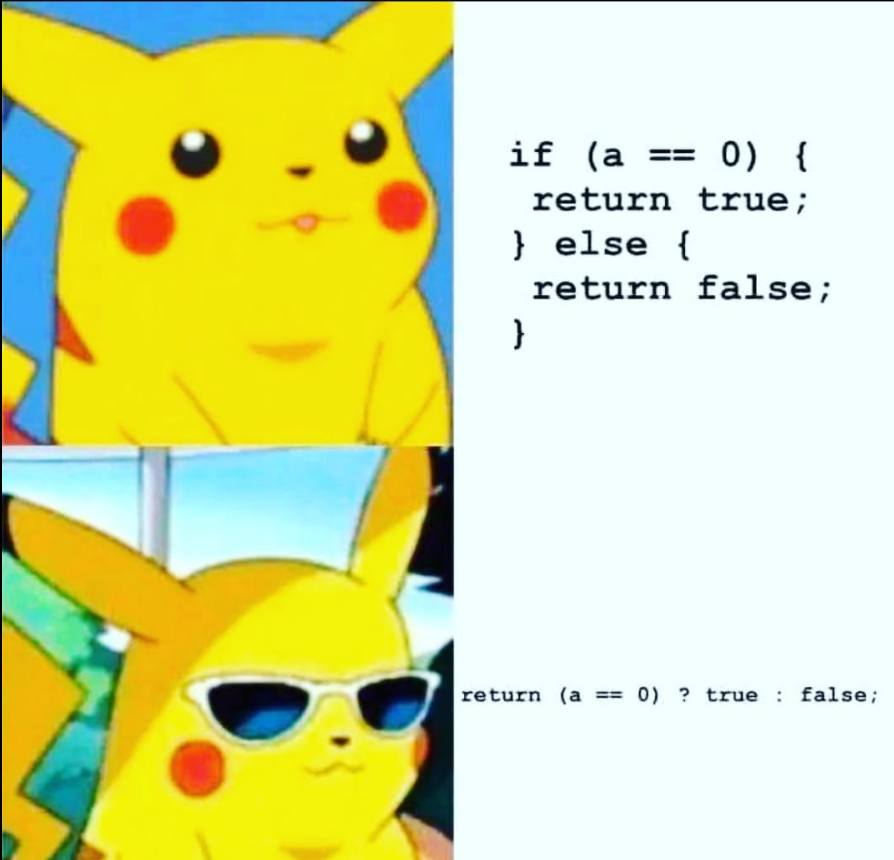 if (a == 0) {
 return true;
} else {
 return false;
}
return (a == 0) ? true : false;